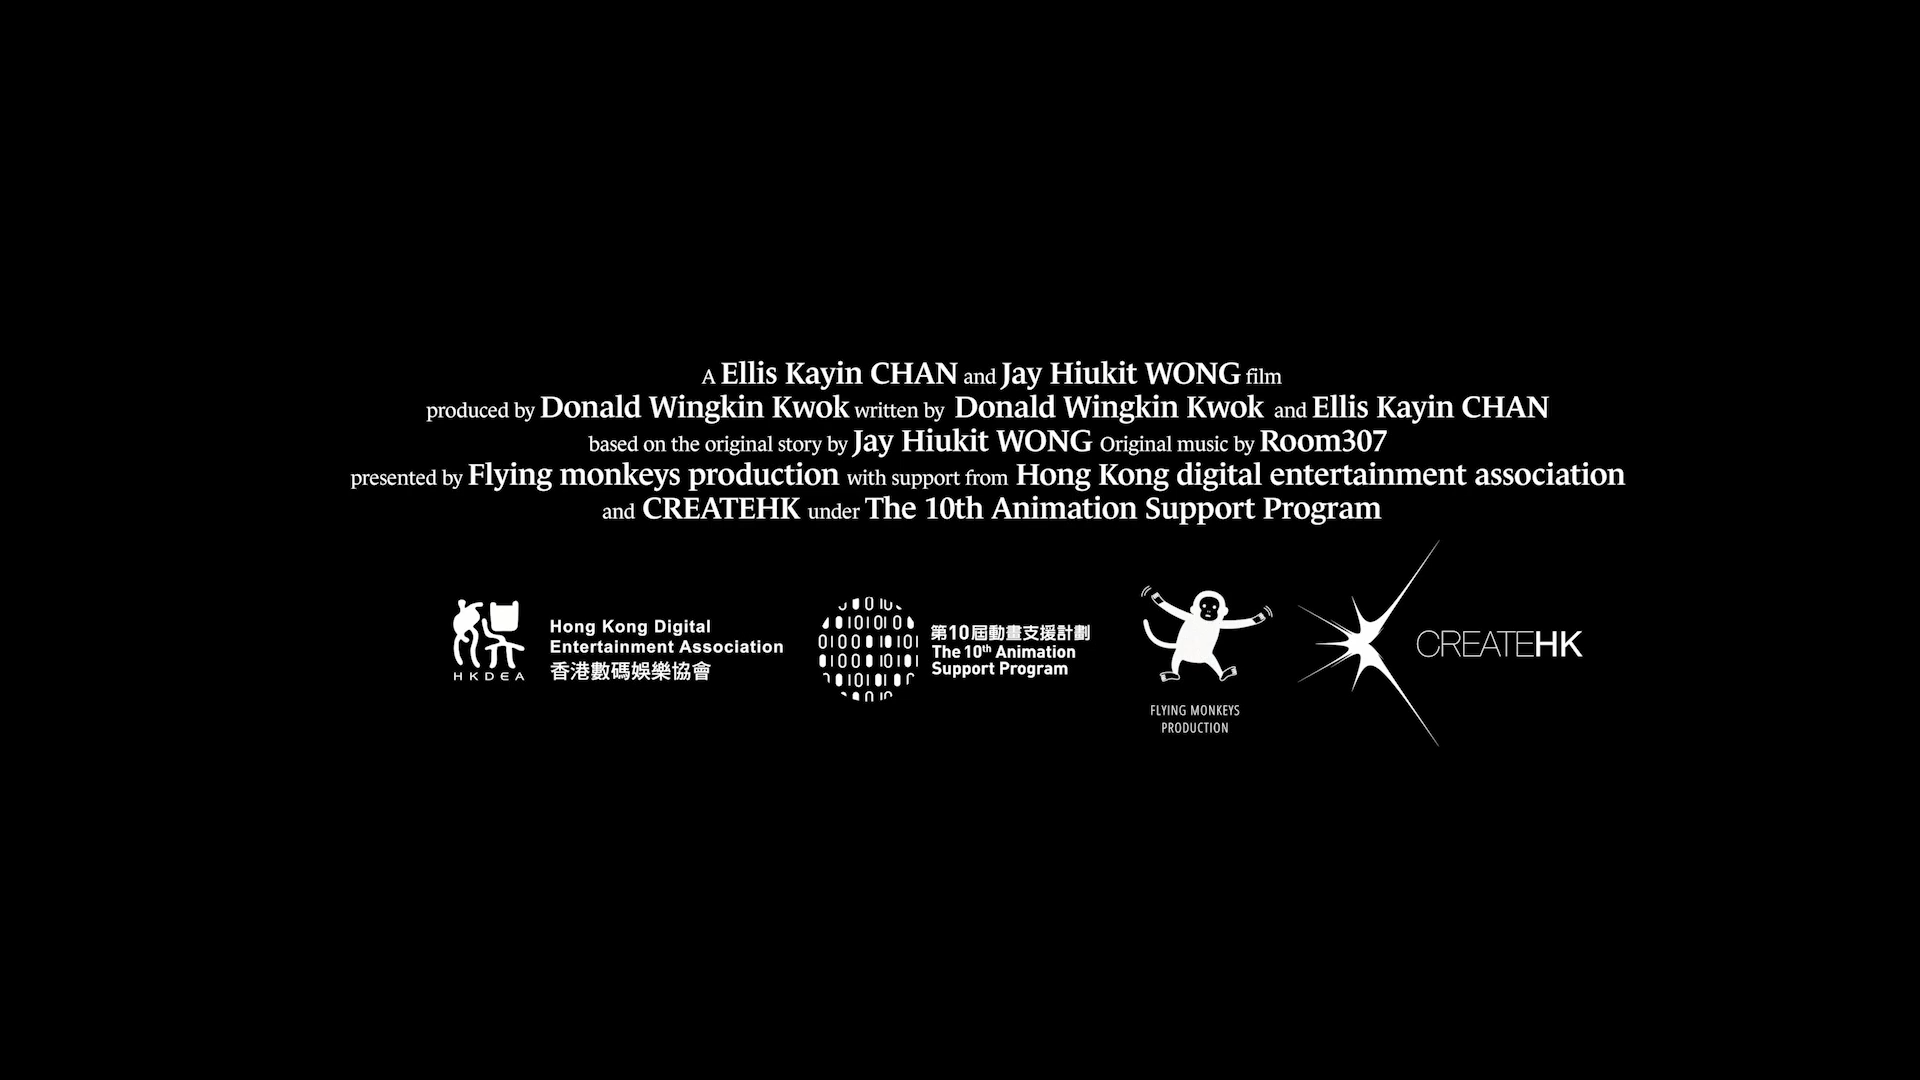 A Ellis Kayin CHAN and Jay Hiukit WONG film
produced by Donald Wingkin Kwok written by Donald Wingkin Kwok and Ellis Kayin CHAN
based on the original story by Jay Hiukit WONG Original music by Room307
presented by Flying monkeys production with support from Hong Kong digital entertainment association
and CREATEHK under The 10th Animation Support Program
HKDEA
Hong Kong Digital
Entertainment Association
香港數碼娛樂協會
第10屆動畫支援計劃
The 10th Animation
Support Program
FLYING MONKEYS
PRODUCTION
CREATEHK